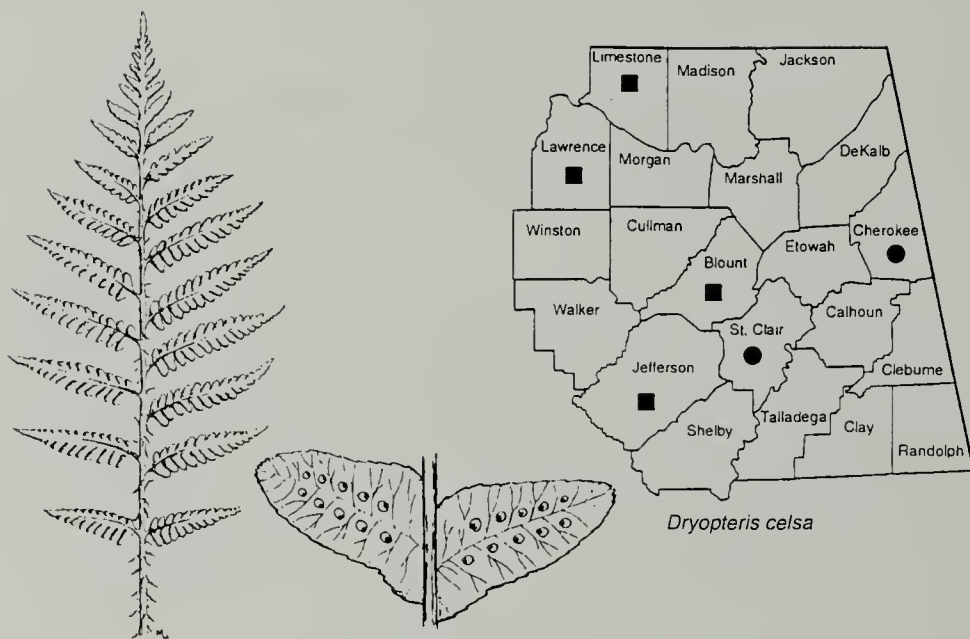 Limestone
Madison
Jackson
Lawrence
Morgan
Marshall
DeKalb
Winston
Cullman
Blount
Etowah
Cherokee
Walker
St. Clair
Calhoun
Jefferson
Cleburne
Shelby
Talladega
Clay
Randolph
Dryopteris celsa